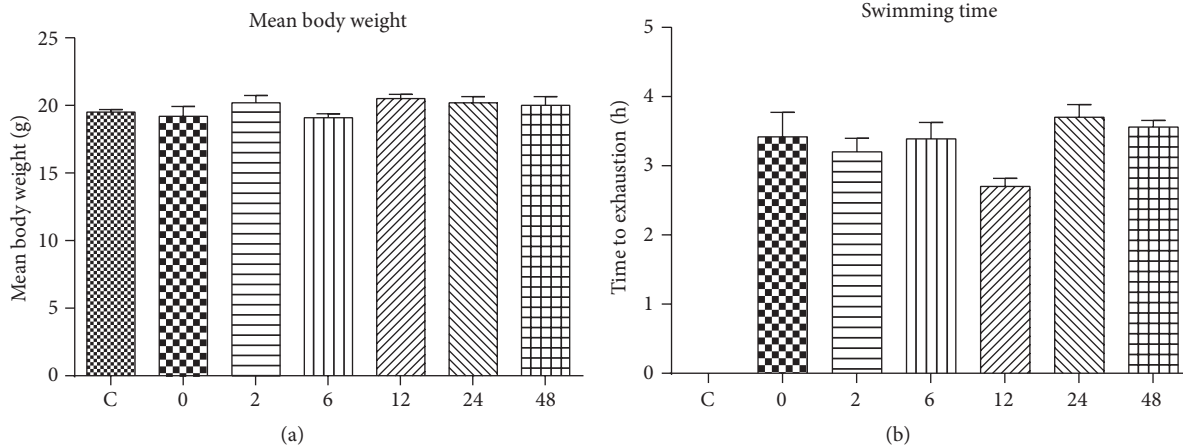 Mean body weight
25
20
15
10
5
0
Mean body weight (g)
C 0 2 6 12 24 48
(a)
Swimming time
5
4
3
2
1
0
Time to exhaustion (h)
C 0 2 6 12 24 48
(b)